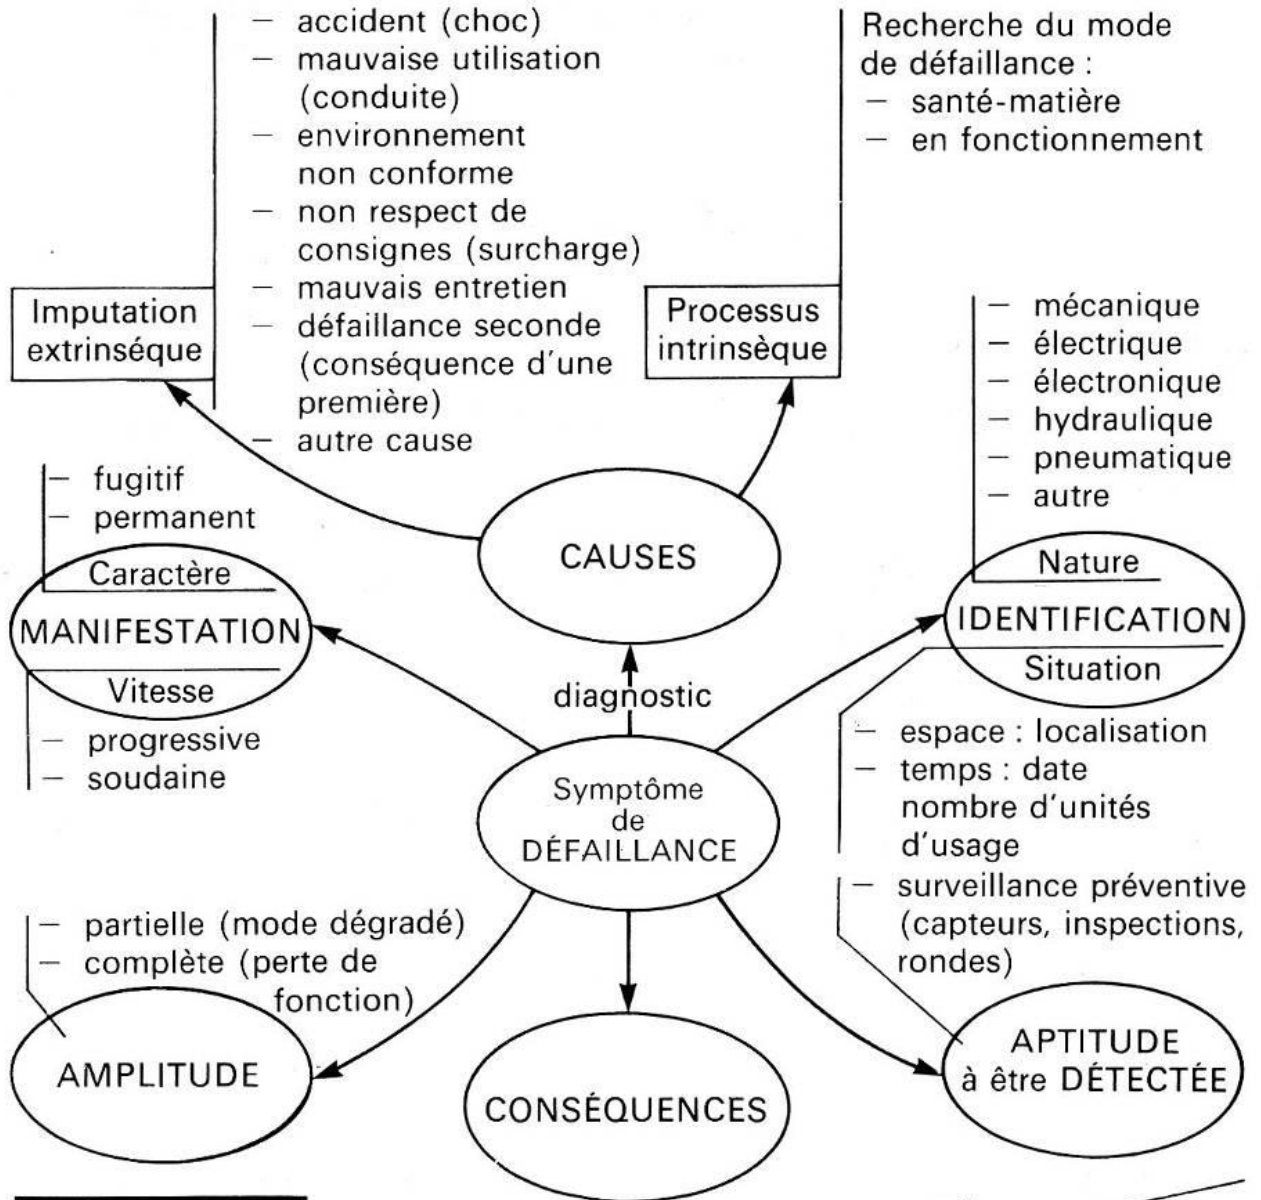 — accident (choc)
— mauvaise utilisation
(conduite)
— environnement
non conforme
— non respect de
consignes (surcharge)
— mauvais entretien
— défaillance seconde
(conséquence d'une
première)
— autre cause
Imputation
extrinséque
Recherche du mode
de défaillance :
— santé-matière
— en fonctionnement
Processus
intrinsèque
— mécanique
— électrique
— électronique
— hydraulique
— pneumatique
— autre
— fugitif
— permanent
Caractère
MANIFESTATION
Vitesse
— progressive
— soudaine
CAUSES
Nature
IDENTIFICATION
Situation
— espace : localisation
— temps : date
nombre d'unités
d'usage
diagnostic
Symptôme
de
DÉFAILLANCE
— surveillance préventive
(capteurs, inspections,
rondes)
— partielle (mode dégradé)
— complète (perte de
fonction)
AMPLITUDE
CONSÉQUENCES
APTITUDE
à être DÉTECTÉE